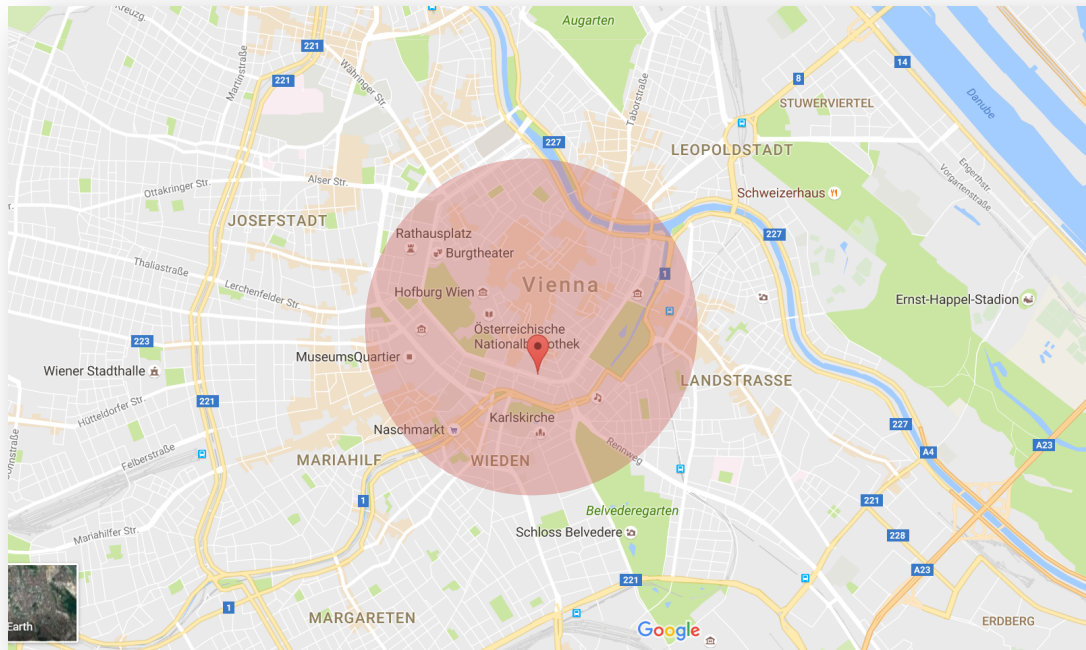 Kreuzg.
Augarten
221
14
Martinstraße
Währinger Str.
221
8
Danube
Taborstraße
STUWERVIERTEL
227
LEOPOLDSTADT
Engerthstr
Vorgartenstraße
Alser Str.
Ottakringer Str.
Schweizerhaus
JOSEFSTADT
Rathausplatz
227
Burgtheater
Thaliastraße
1
Lerchenfelder Str.
Hofburg Wien
Vienna
Ernst-Happel-Stadion
Österreichische
Nationalbibliothek
223
MuseumsQuartier
Wiener Stadthalle
LANDSTRASSE
221
Hütteldorfer Str.
Karlskirche
Naschmarkt
227
A23
Felberstraße
Rennweg
A4
MARIAHILF
WIEDEN
1
221
Belvederegarten
Mariahilfer Str.
Schloss Belvedere
228
A23
221
1
Earth
MARGARETEN
ERDBERG
Google